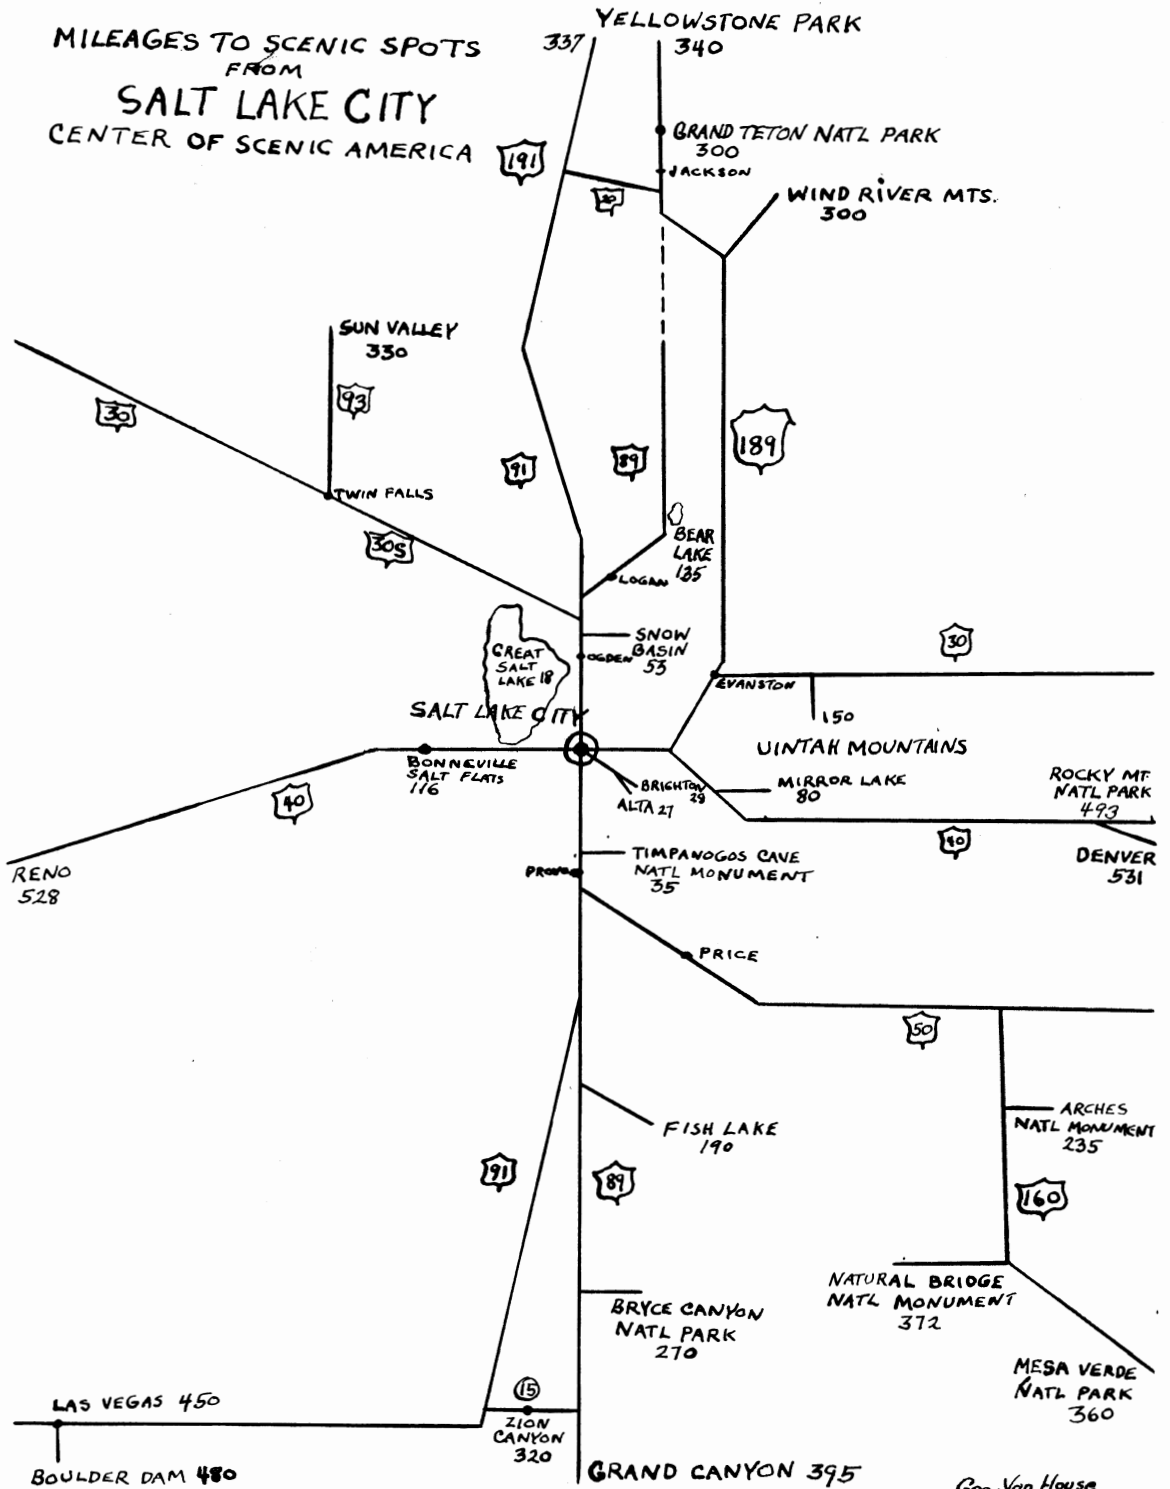 MILEAGES TO SCENIC SPOTS
FROM
SALT LAKE CITY
CENTER OF SCENIC AMERICA
YELLOWSTONE PARK
337
340
GRAND TETON NATL PARK
300
JACKSON
191
WIND RIVER MTS.
300
SUN VALLEY
330
93
30
TWIN FALLS
30S
91
89
189
BEAR
LAKE
135
LOGAN
SNOW
BASIN
53
OGDEN
GREAT
SALT
LAKE 18
SALT LAKE CITY
30
EVANSTON
150
UINTAH MOUNTAINS
BONNEVILLE
SALT FLATS
116
40
RENO
528
BRIGHTON
29
ALTA 27
MIRROR LAKE
80
ROCKY MT.
NATL PARK
493
40
DENVER
531
TIMPANOGOS CAVE
NATL MONUMENT
35
PROVO
PRICE
50
FISH LAKE
190
ARCHES
NATL MONUMENT
235
91
89
160
NATURAL BRIDGE
NATL MONUMENT
372
BRYCE CANYON
NATL PARK
270
MESA VERDE
NATL PARK
360
LAS VEGAS 450
15
ZION
CANYON
320
BOULDER DAM 480
GRAND CANYON 395
Geo. Van House